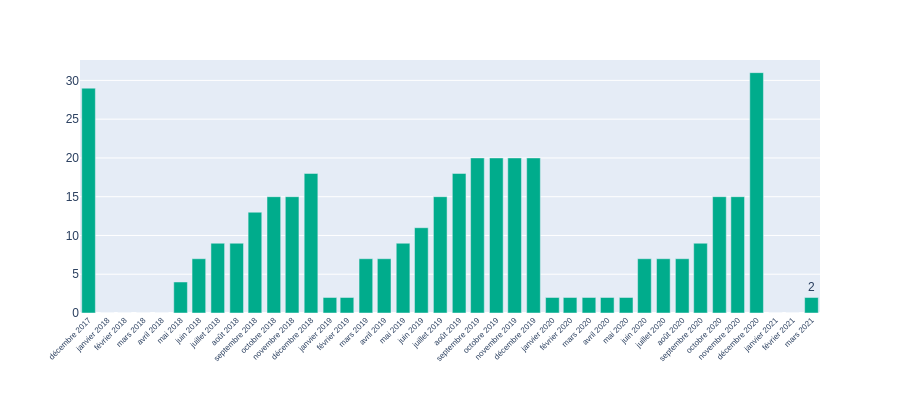 30
25
20
15
10
5
0
2
décembre 2017
janvier 2018
février 2018
mars 2018
avril 2018
mai 2018
juin 2018
juillet 2018
août 2018
septembre 2018
octobre 2018
novembre 2018
décembre 2018
janvier 2019
février 2019
mars 2019
avril 2019
mai 2019
juin 2019
juillet 2019
août 2019
septembre 2019
octobre 2019
novembre 2019
décembre 2019
janvier 2020
février 2020
mars 2020
avril 2020
mai 2020
juin 2020
juillet 2020
août 2020
septembre 2020
octobre 2020
novembre 2020
décembre 2020
janvier 2021
février 2021
mars 2021